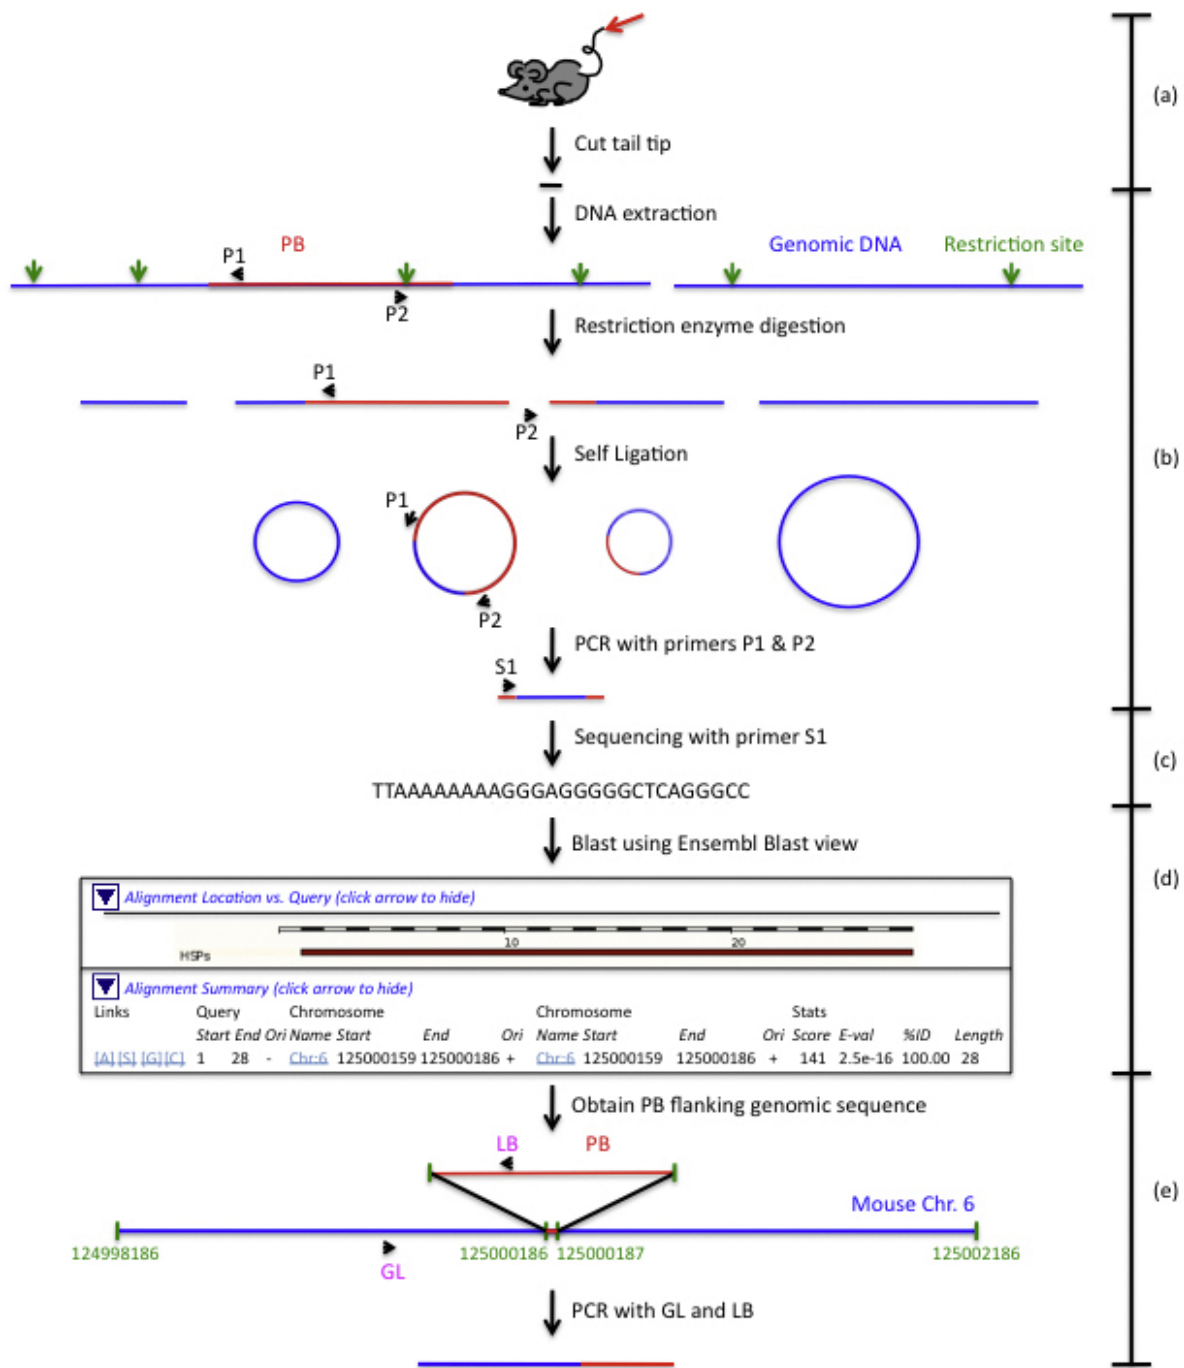 (a)
Cut tail tip
DNA extraction
P1 PB Genomic DNA Restriction site
P2
Restriction enzyme digestion
P1
P2
Self Ligation
(b)
P1
P2
PCR with primers P1 & P2
S1
Sequencing with primer S1
(c)
TTAAAAAAAAGGGAGGGGGCTCAGGGCC
Blast using Ensembl Blast view
(d)
Alignment Location vs. Query (click arrow to hide)
10 20
HSPs
Alignment Summary (click arrow to hide)
Links Query Chromosome Chromosome Stats
Start End Ori Name Start End Ori Name Start End Ori Score E-val %ID Length
[A] [S] [G] [C] 1 28 - Chr:6 125000159 125000186 + Chr:6 125000159 125000186 + 141 2.5e-16 100.00 28
Obtain PB flanking genomic sequence
LB PB
(e)
Mouse Chr. 6
124998186 125000186 125000187 125002186
GL
PCR with GL and LB